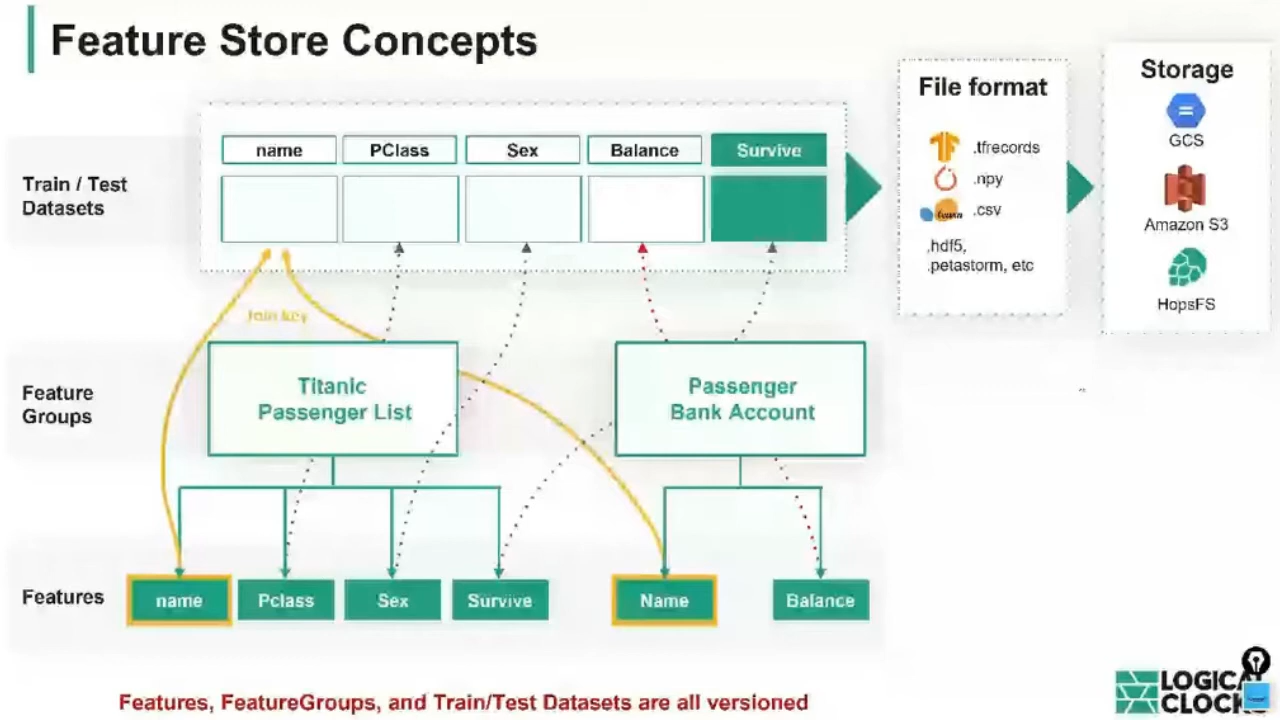 Feature Store Concepts
Train / Test
Datasets
name
PClass
Sex
Balance
Survive
File format
.tfrecords
.npy
.csv
.hdf5,
.petastorm, etc
Storage
GCS
Amazon S3
HopsFS
Join key
Feature
Groups
Titanic
Passenger List
Passenger
Bank Account
Features
name
Pclass
Sex
Survive
Name
Balance
Features, FeatureGroups, and Train/Test Datasets are all versioned
LOGICAL
CLOCKS